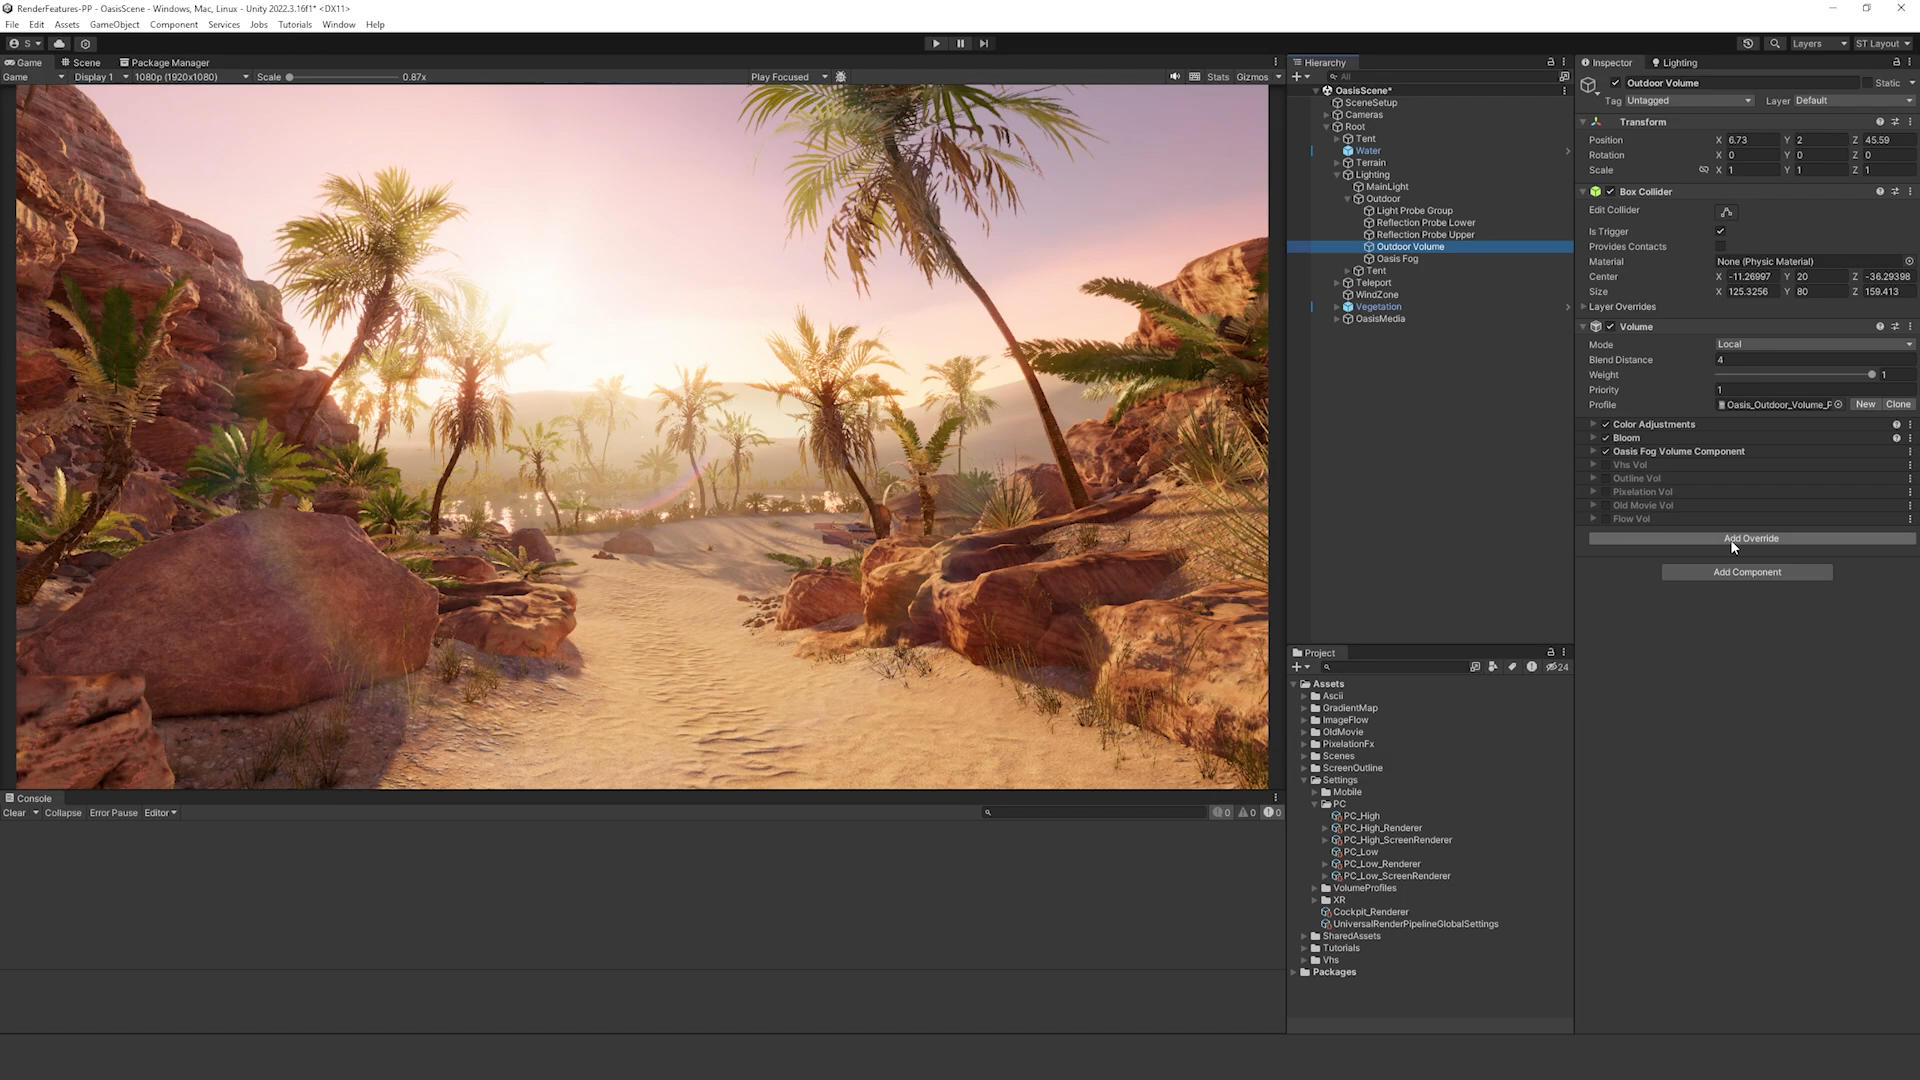 RenderFeatures-PP - OasisScene - Windows, Mac, Linux - Unity 2022.3.16f1* <DX11>
File Edit Assets GameObject Component Services Jobs Tutorials Window Help
S Layers ST Layout
Game Scene Package Manager
Game Display 1 1080p (1920x1080) Scale 0.87x Play Focused Stats Gizmos
Console
Clear Collapse Error Pause Editor 0 0 0
Hierarchy
All
OasisScene*
SceneSetup
Cameras
Root
Tent
Water
Terrain
Lighting
MainLight
Outdoor
Light Probe Group
Reflection Probe Lower
Reflection Probe Upper
Outdoor Volume
Oasis Fog
Tent
Teleport
WindZone
Vegetation
OasisMedia
Project
24
Assets
Ascii
GradientMap
ImageFlow
OldMovie
PixelationFx
Scenes
ScreenOutline
Settings
Mobile
PC
PC_High
PC_High_Renderer
PC_High_ScreenRenderer
PC_Low
PC_Low_Renderer
PC_Low_ScreenRenderer
VolumeProfiles
XR
Cockpit_Renderer
UniversalRenderPipelineGlobalSettings
SharedAssets
Tutorials
Vhs
Packages
Inspector Lighting
Outdoor Volume Static
Tag Untagged Layer Default
Transform
Position X 6.73 Y 2 Z 45.59
Rotation X 0 Y 0 Z 0
Scale X 1 Y 1 Z 1
Box Collider
Edit Collider
Is Trigger
Provides Contacts
Material None (Physic Material)
Center X -11.26997 Y 20 Z -36.29398
Size X 125.3256 Y 80 Z 159.413
Layer Overrides
Volume
Mode Local
Blend Distance 4
Weight 1
Priority 1
Profile Oasis_Outdoor_Volume_P New Clone
Color Adjustments
Bloom
Oasis Fog Volume Component
Vhs Vol
Outline Vol
Pixelation Vol
Old Movie Vol
Flow Vol
Add Override
Add Component